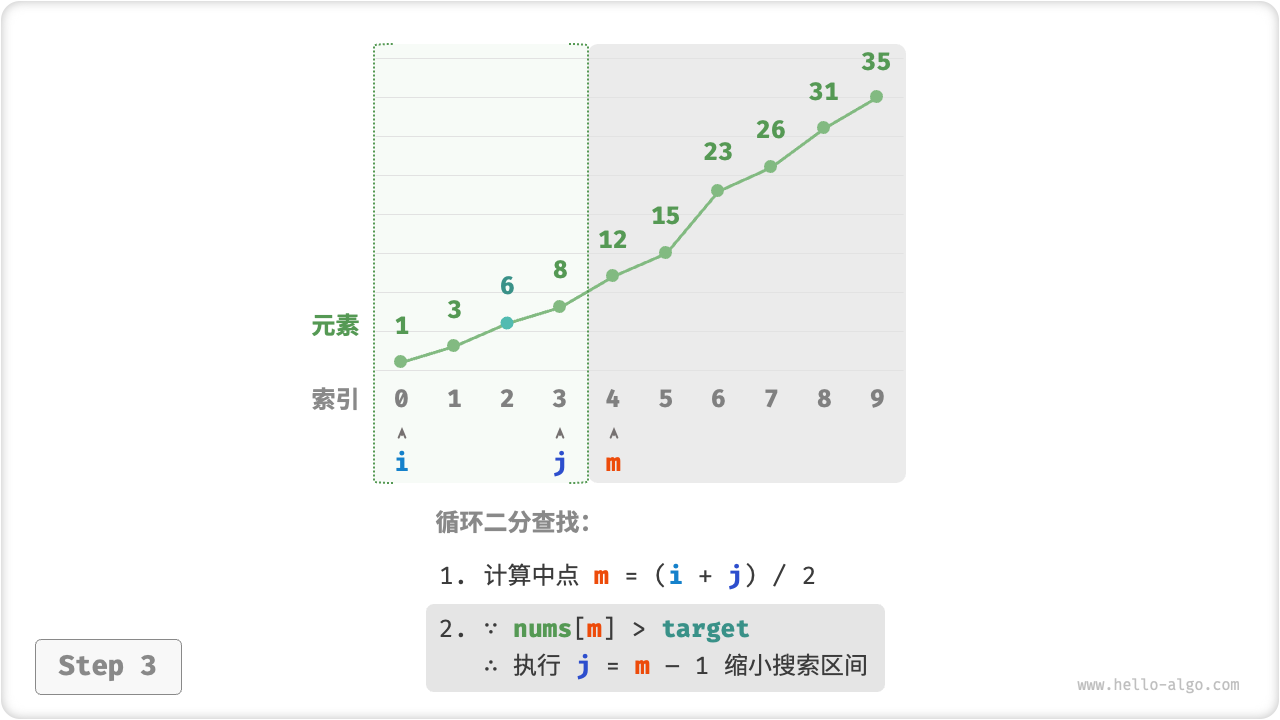 35
31
26
23
15
12
8
6
3
元素 1
索引 0 1 2 3 4 5 6 7 8 9
i j m
循环二分查找：
1. 计算中点 m = (i + j) / 2
2. ∵ nums[m] > target
∴ 执行 j = m − 1 缩小搜索区间
Step 3
www.hello-algo.com